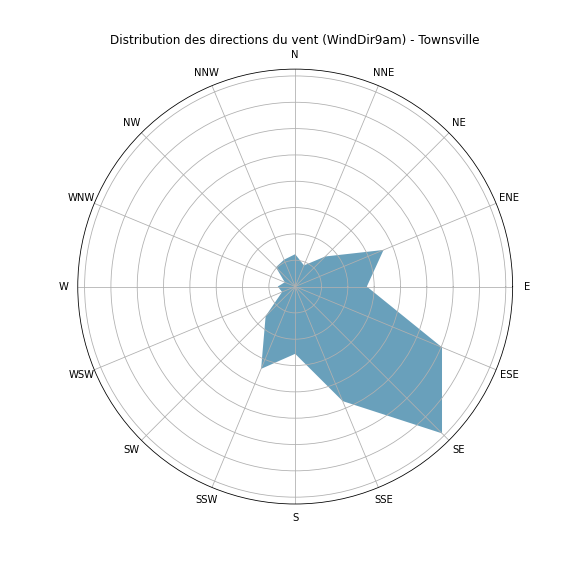 Distribution des directions du vent (WindDir9am) - Townsville
N
NNW
NNE
NW
NE
WNW
ENE
W
E
WSW
ESE
SW
SE
SSW
SSE
S